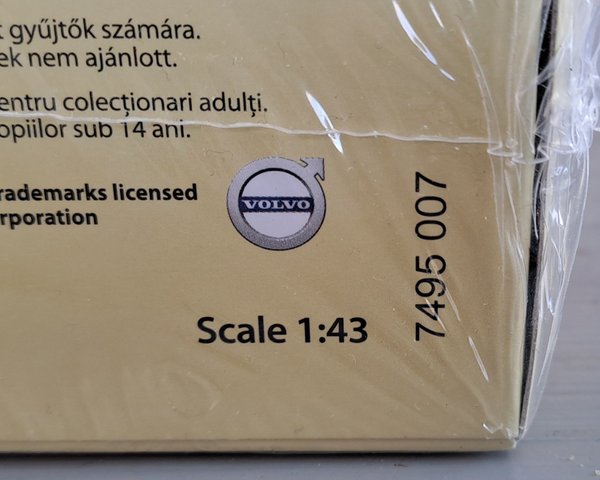 t gyűjtők számára.
ek nem ajánlott.
entru colecționari adulți.
opiilor sub 14 ani.
rademarks licensed
rporation
VOLVO
Scale 1:43
7495 007